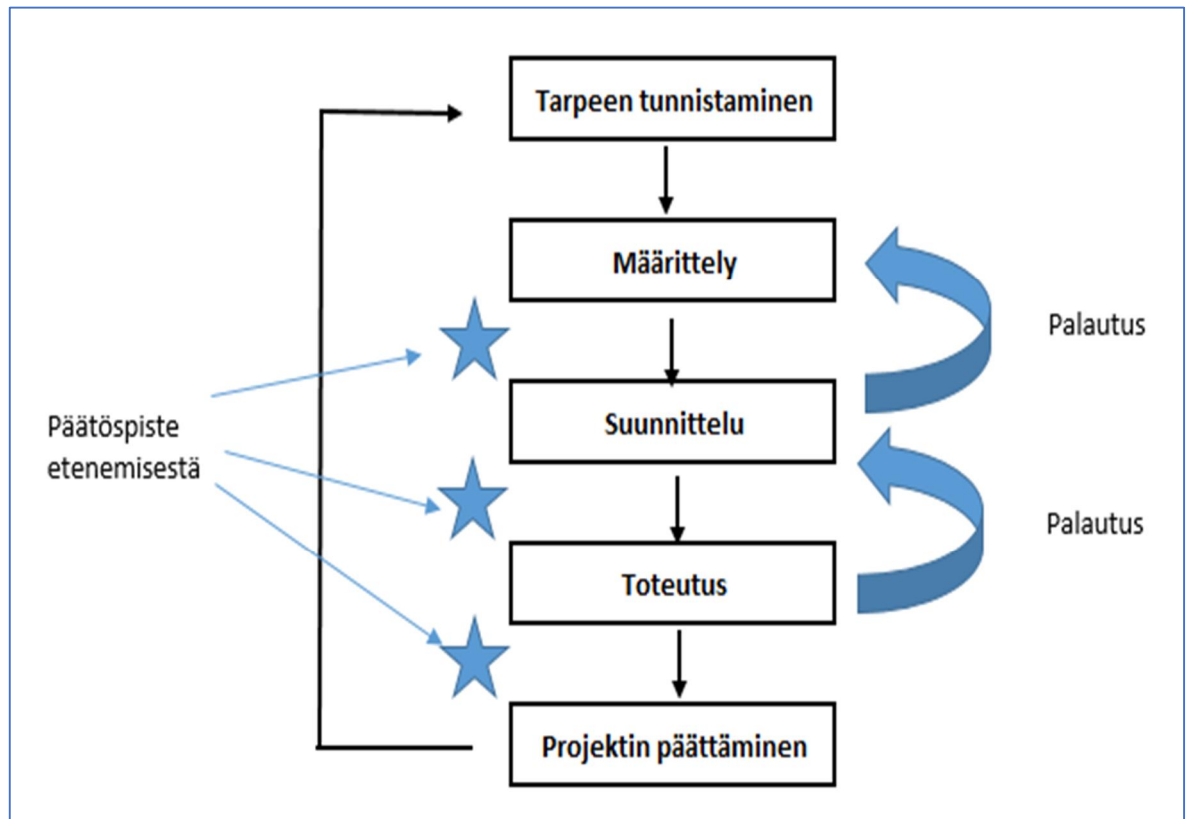 Tarpeen tunnistaminen
Määrittely
Palautus
Suunnittelu
Päätöspiste
etenemisestä
Palautus
Toteutus
Projektin päättäminen